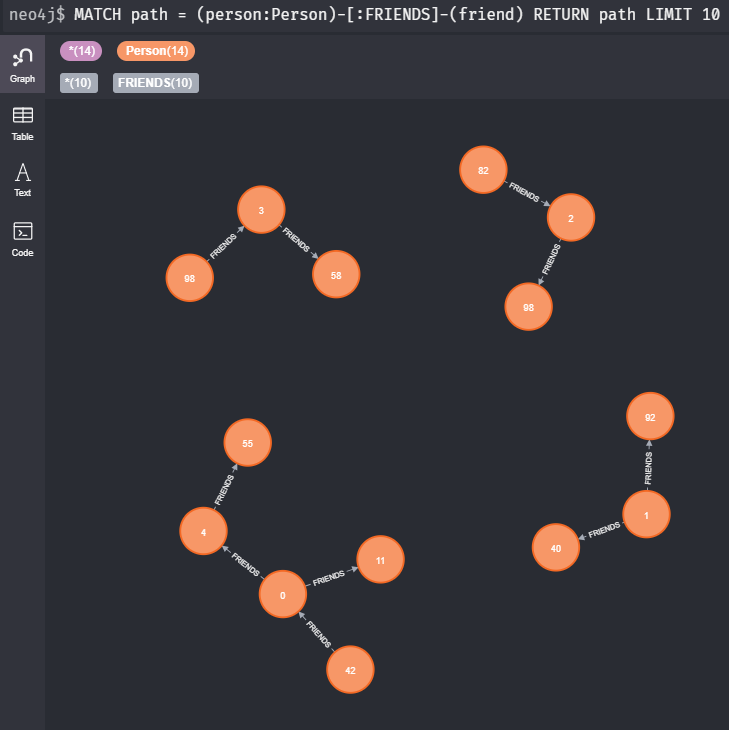 neo4j$ MATCH path = (person:Person)-[:FRIENDS]-(friend) RETURN path LIMIT 10
*(14) Person(14)
*(10) FRIENDS(10)
Graph
Table
Text
Code
3
FRIENDS
FRIENDS
98
58
82
FRIENDS
2
FRIENDS
98
55
FRIENDS
4
FRIENDS
11
FRIENDS
0
FRIENDS
42
92
FRIENDS
1
FRIENDS
40